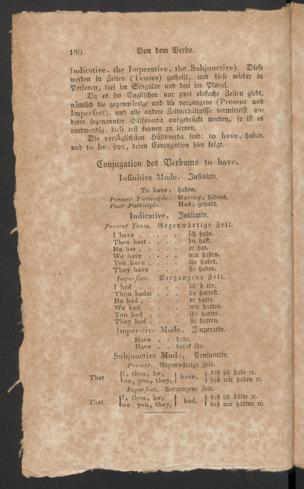 180 Von dem Verbo.
Indicative, the Imperative, the Subjunctive). Diese
werden in Zeiten (Tenses) getheilt, und diese wieder in
Personen, drei im Singular und drei im Plural.
Da es im Englischen nur zwei einfache Zeiten giebt,
nämlich die gegenwärtige und die vergangene (Present und
Imperfect), und alle andere Zeitverhältnisse vermittelst
derer sogenannter Hülfsverba ausgedrückt werden, so ist es
nothwendig, diese erst kennen zu lernen.
Die vorzüglichsten Hülfsverba sind: to have, haben,
und to be, seyn, deren Conjugation hier folgt.
Conjugation des Verbums to have.
Infinitive Mode. Infinitiv.
To have, haben.
Present Participle: Having, habend.
Past Participle: Had, gehabt.
Indicative. Indicativ.
Present Tense. Gegenwärtige Zeit.
I have . . . . . ich habe.
Thou hast . . . . . du hast.
He has . . . . . er hat.
We have . . . . . wir haben.
You have . . . . . ihr habet.
They have . . . . . sie haben.
Imperfect. Vergangene Zeit.
I had . . . . . ich hatte.
Thou hadst . . . . . du hattest.
He had . . . . . er hatte.
We had . . . . . wir hatten.
You had . . . . . ihr hattet.
They had . . . . . sie hatten.
Imperative Mode. Imperativ.
Have . . habe.
Have . . habet ihr.
Subjunctive Mode. Conjunctiv.
Present. Gegenwärtige Zeit.
That {I, thou, he, we, you, they,} have, {daß ich habe ꝛc. daß wir haben ꝛc.
Imperfect. Vergangene Zeit.
That {I, thou, he, we, you, they,} had, {daß ich hätte ꝛc. daß wir hätten ꝛc.